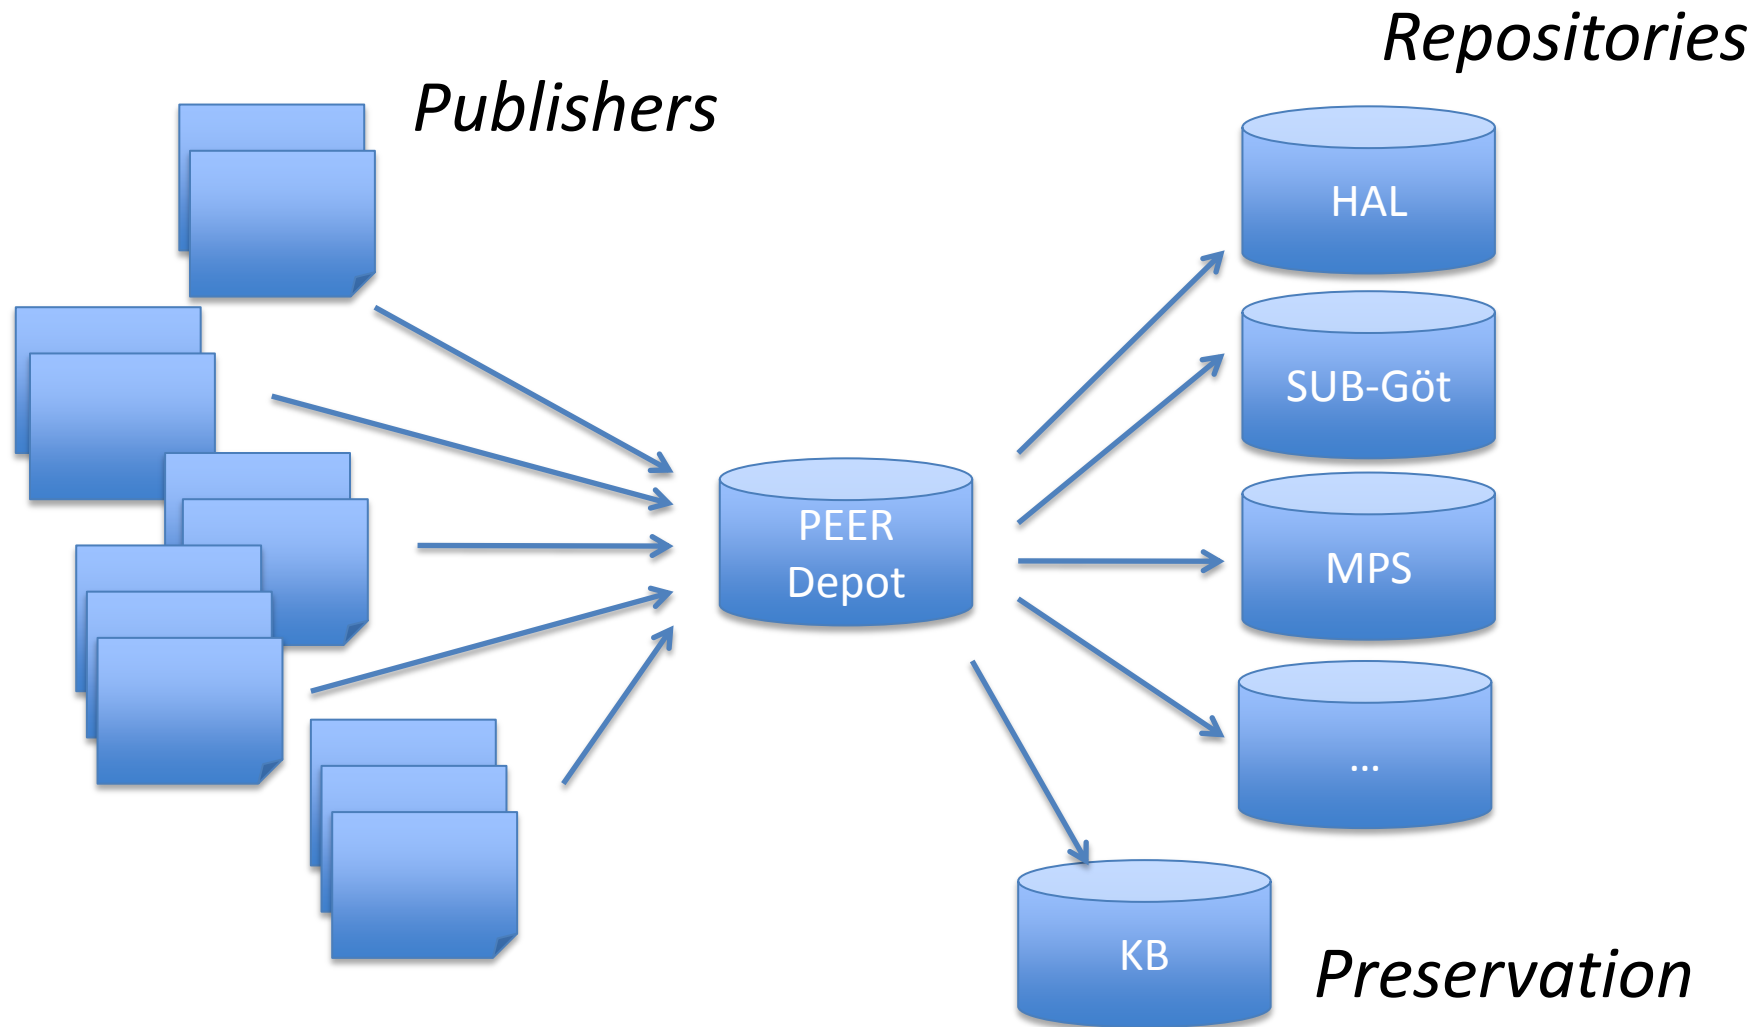 Repositories
Publishers
HAL
SUB-Göt
PEER
Depot
MPS
...
KB
Preservation